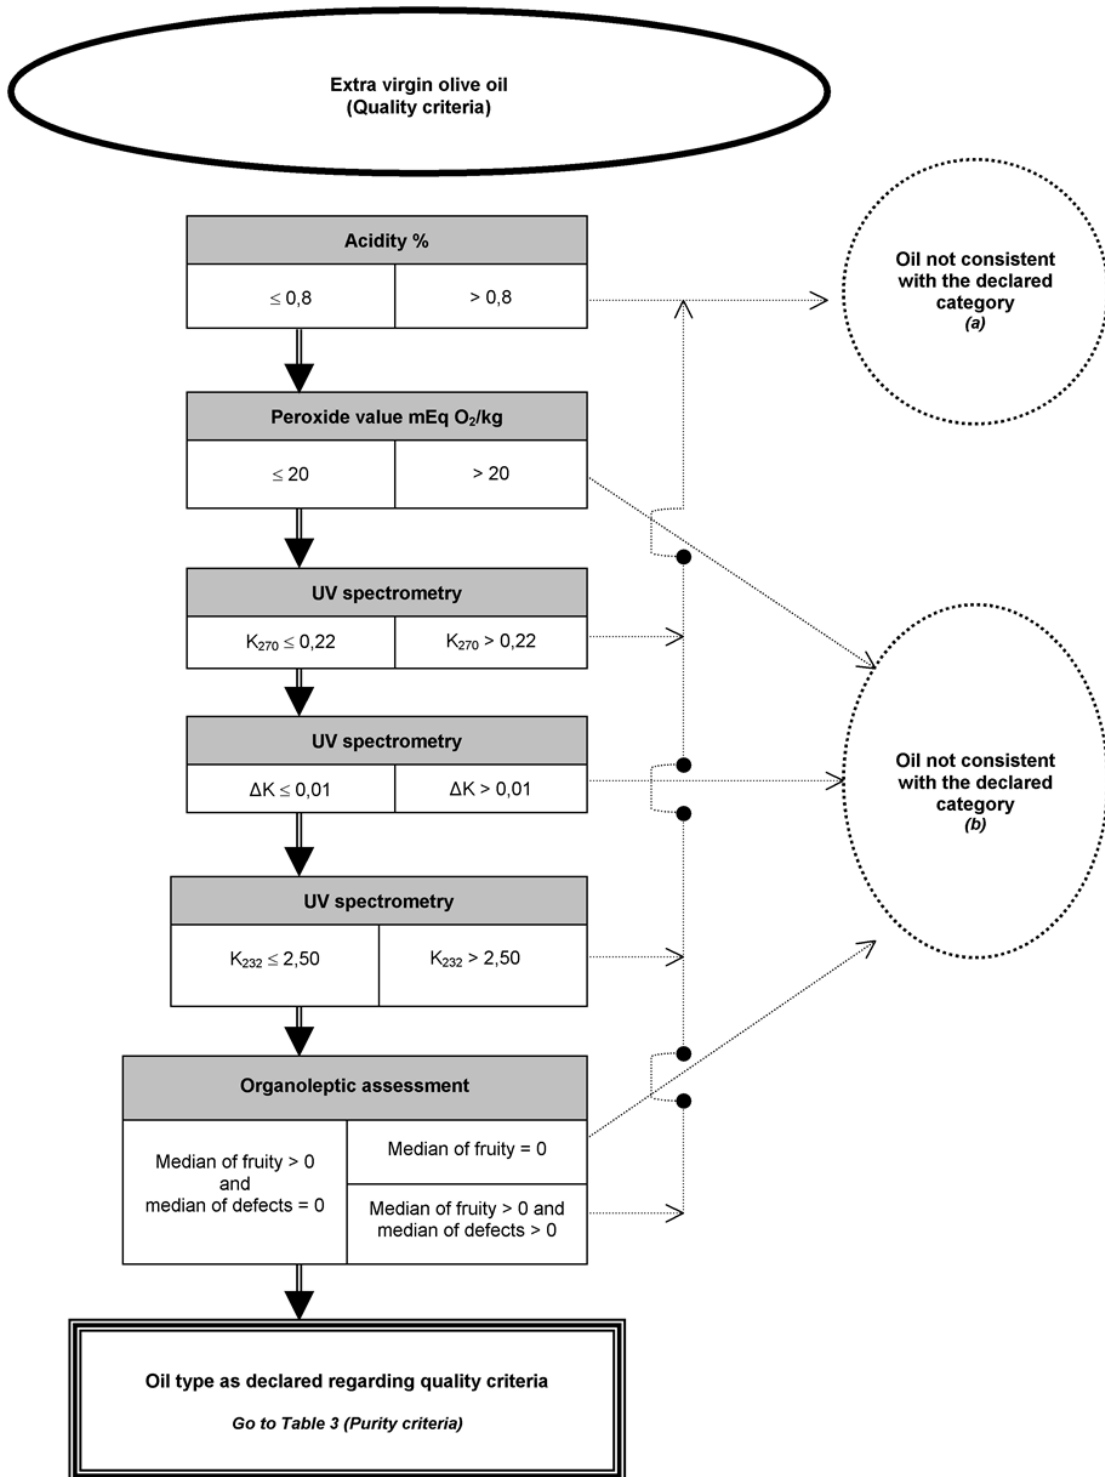 Extra virgin olive oil
(Quality criteria)
Acidity %
≤ 0,8
> 0,8
Oil not consistent
with the declared
category
(a)
Peroxide value mEq O₂/kg
≤ 20
> 20
UV spectrometry
K₂₇₀ ≤ 0,22
K₂₇₀ > 0,22
UV spectrometry
ΔK ≤ 0,01
ΔK > 0,01
Oil not consistent
with the declared
category
(b)
UV spectrometry
K₂₃₂ ≤ 2,50
K₂₃₂ > 2,50
Organoleptic assessment
Median of fruity > 0
and
median of defects = 0
Median of fruity = 0
Median of fruity > 0 and
median of defects > 0
Oil type as declared regarding quality criteria
Go to Table 3 (Purity criteria)